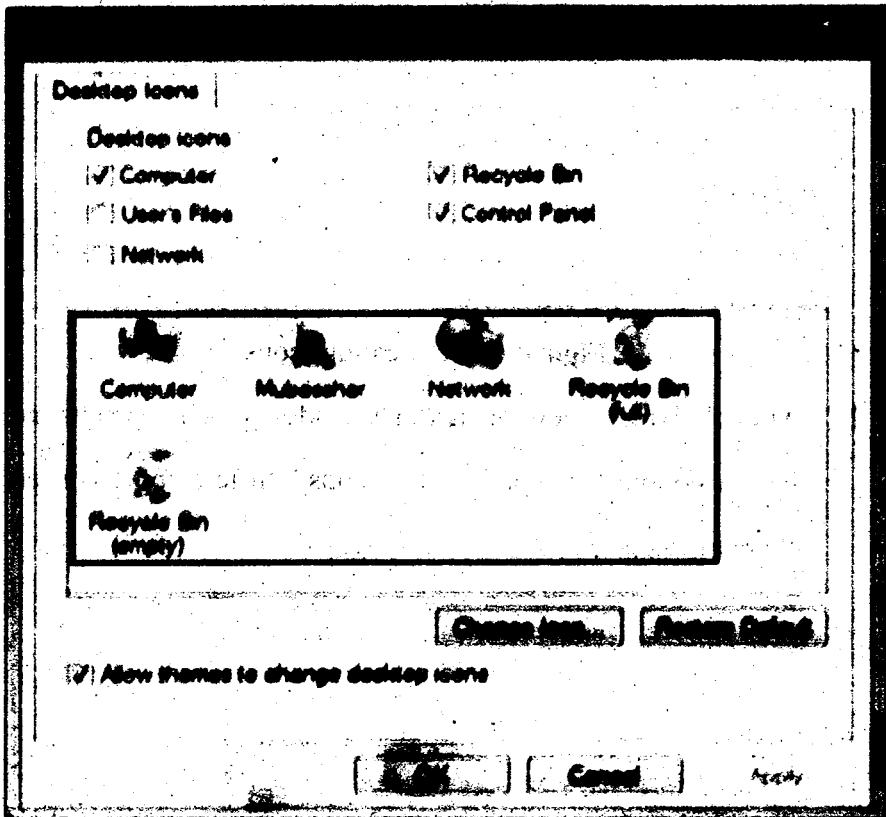 Desktop Icons
Desktop icons
Computer
Recycle Bin
User's Files
Control Panel
Network
Computer
Mubassher
Network
Recycle Bin
(full)
Recycle Bin
(empty)
Change Icon...
Restore Default
Allow themes to change desktop icons
OK
Cancel
Apply